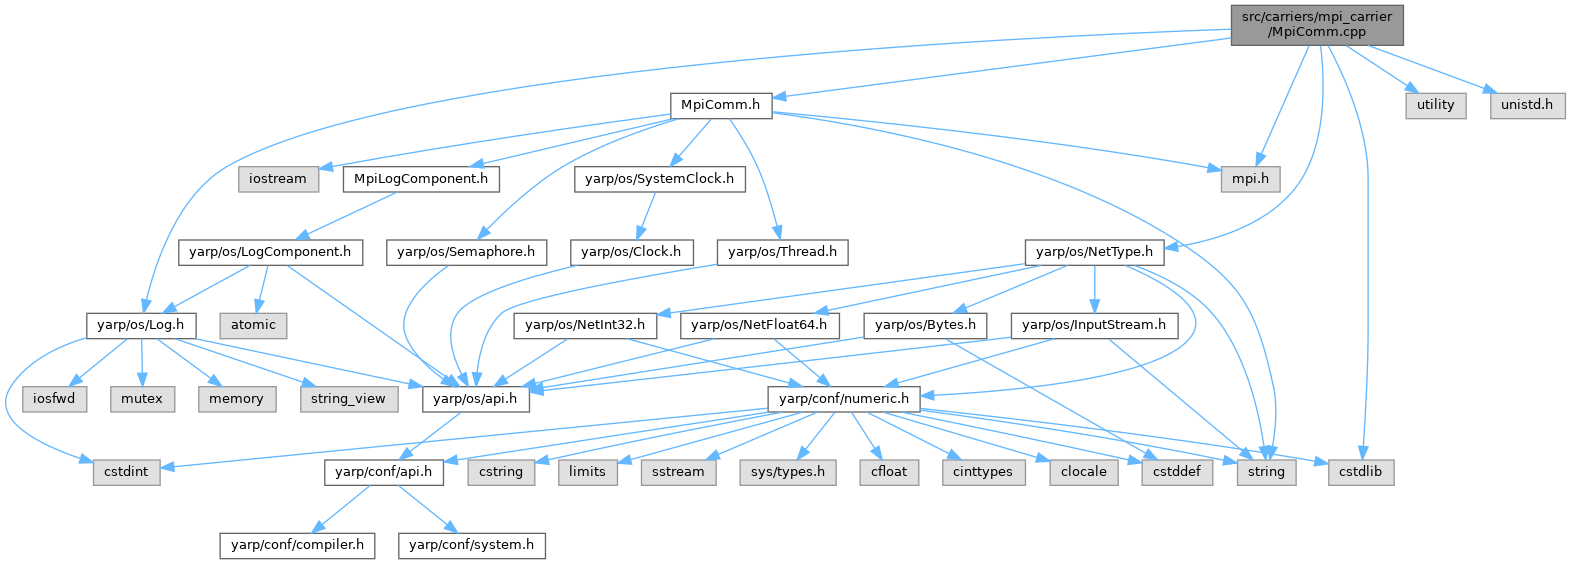 src/carriers/mpi_carrier
/MpiComm.cpp
MpiComm.h
utility
unistd.h
iostream
MpiLogComponent.h
yarp/os/SystemClock.h
mpi.h
yarp/os/LogComponent.h
yarp/os/Semaphore.h
yarp/os/Clock.h
yarp/os/Thread.h
yarp/os/NetType.h
yarp/os/Log.h
atomic
yarp/os/NetInt32.h
yarp/os/NetFloat64.h
yarp/os/Bytes.h
yarp/os/InputStream.h
iosfwd
mutex
memory
string_view
yarp/os/api.h
yarp/conf/numeric.h
cstdint
yarp/conf/api.h
cstring
limits
sstream
sys/types.h
cfloat
cinttypes
clocale
cstddef
string
cstdlib
yarp/conf/compiler.h
yarp/conf/system.h